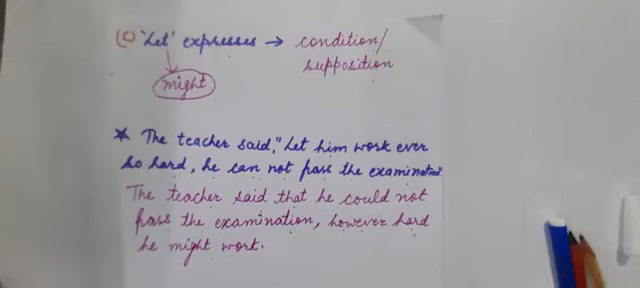 (c) 'Let' expresses → condition/
supposition
might
* The teacher said, "Let him work ever
so hard, he can not pass the examination
The teacher said that he could not
pass the examination, however hard
he might work.